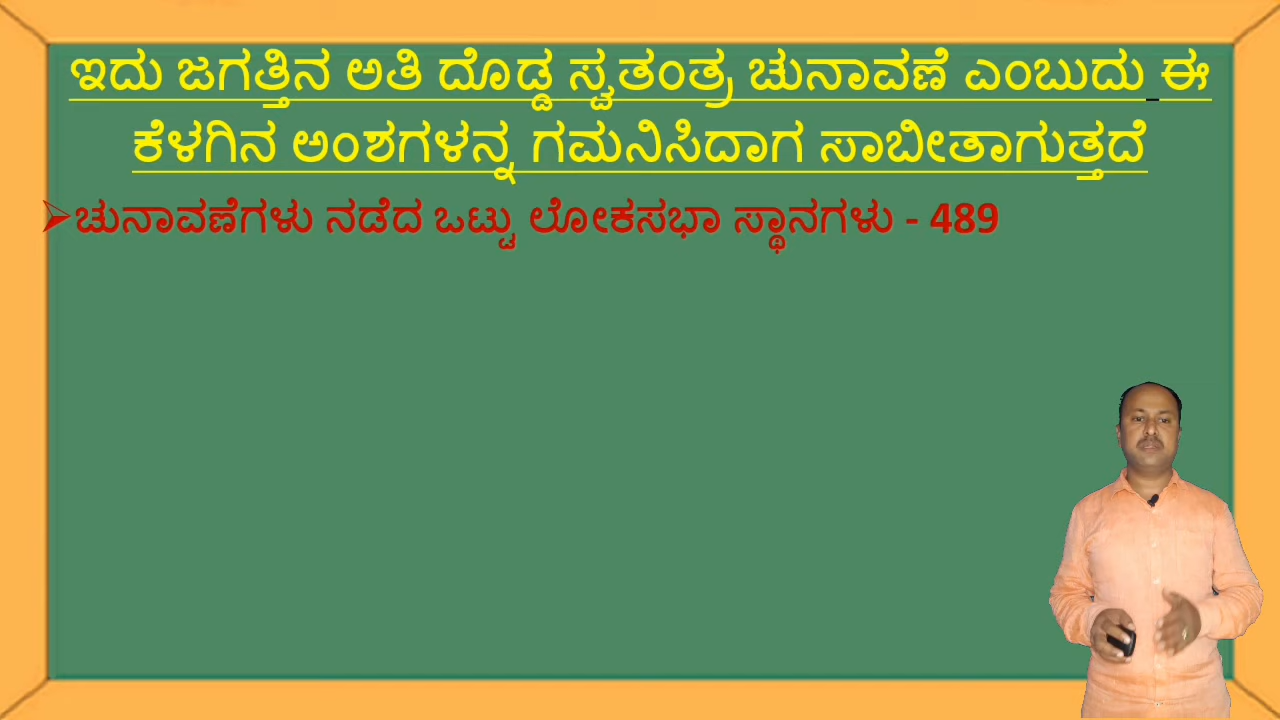 ಇದು ಜಗತ್ತಿನ ಅತಿ ದೊಡ್ಡ ಸ್ವತಂತ್ರ ಚುನಾವಣೆ ಎಂಬುದು ಈ
ಕೆಳಗಿನ ಅಂಶಗಳನ್ನ ಗಮನಿಸಿದಾಗ ಸಾಬೀತಾಗುತ್ತದೆ
➢ಚುನಾವಣೆಗಳು ನಡೆದ ಒಟ್ಟು ಲೋಕಸಭಾ ಸ್ಥಾನಗಳು - 489